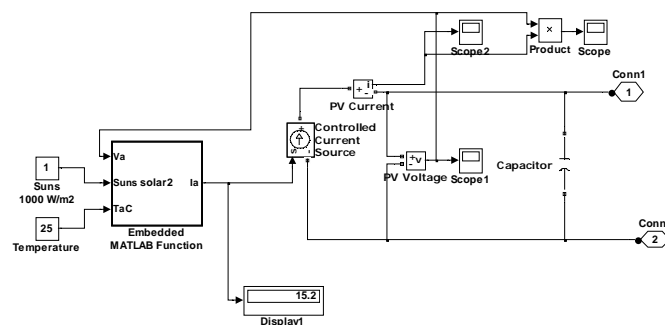 Scope2
×
Product
Scope
i
+ -
PV Current
Conn1
1
Controlled
Current
Source
+
s
-
+
-v
PV Voltage
Scope1
Capacitor
1
Suns
1000 W/m2
25
Temperature
Va
Suns solar2
TaC
Ia
Embedded
MATLAB Function
Conn
2
15.2
Display1